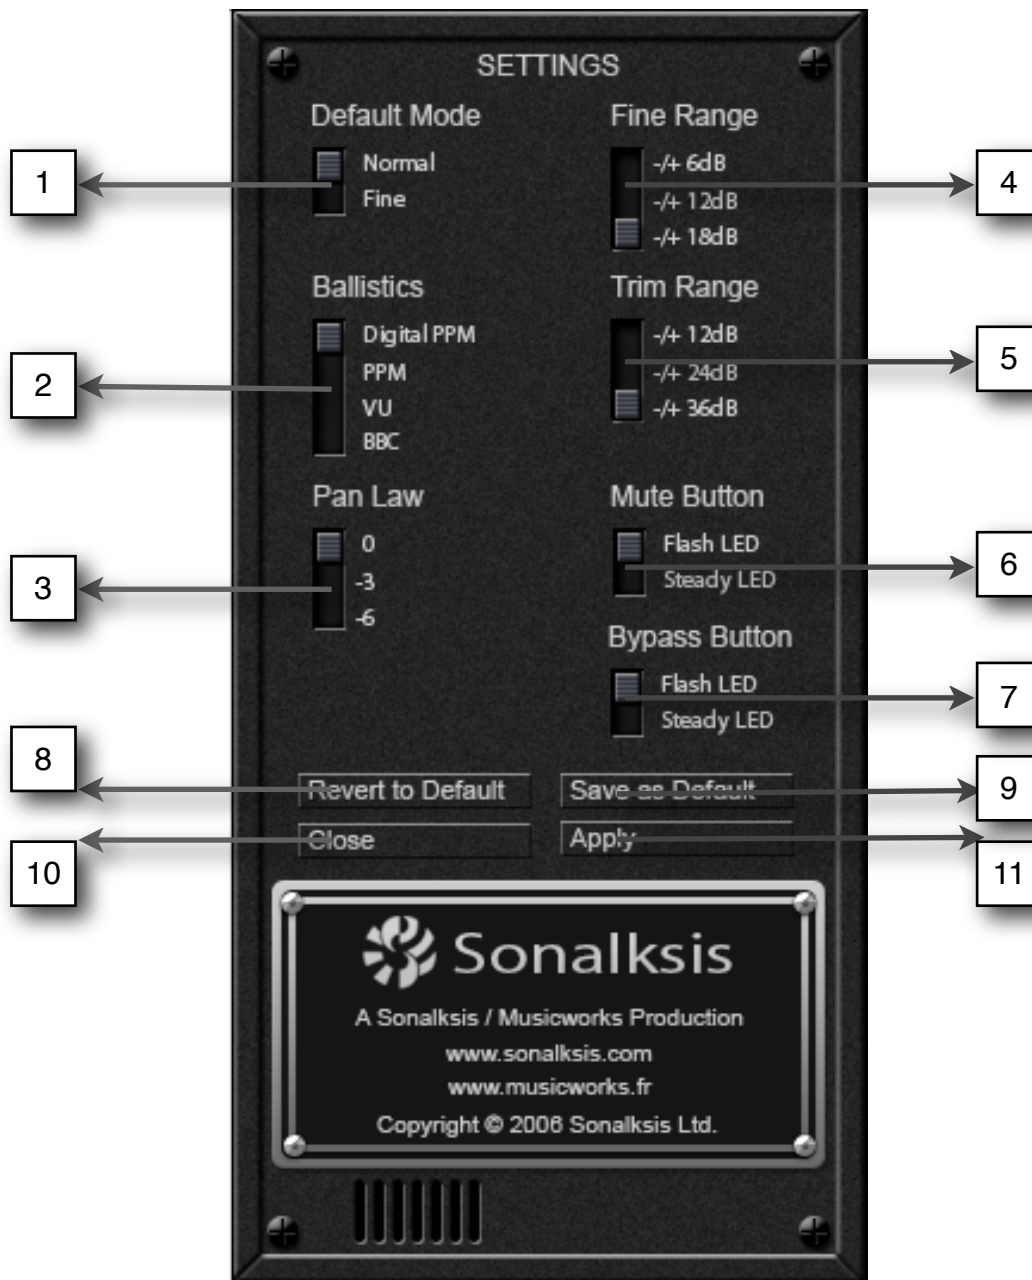 SETTINGS
Default Mode
Normal
Fine
Ballistics
Digital PPM
PPM
VU
BBC
Pan Law
0
-3
-6
Fine Range
-/+ 6dB
-/+ 12dB
-/+ 18dB
Trim Range
-/+ 12dB
-/+ 24dB
-/+ 36dB
Mute Button
Flash LED
Steady LED
Bypass Button
Flash LED
Steady LED
Revert to Default
Save as Default
Close
Apply
Sonalksis
A Sonalksis / Musicworks Production
www.sonalksis.com
www.musicworks.fr
Copyright © 2006 Sonalksis Ltd.
1
2
3
8
10
4
5
6
7
9
11